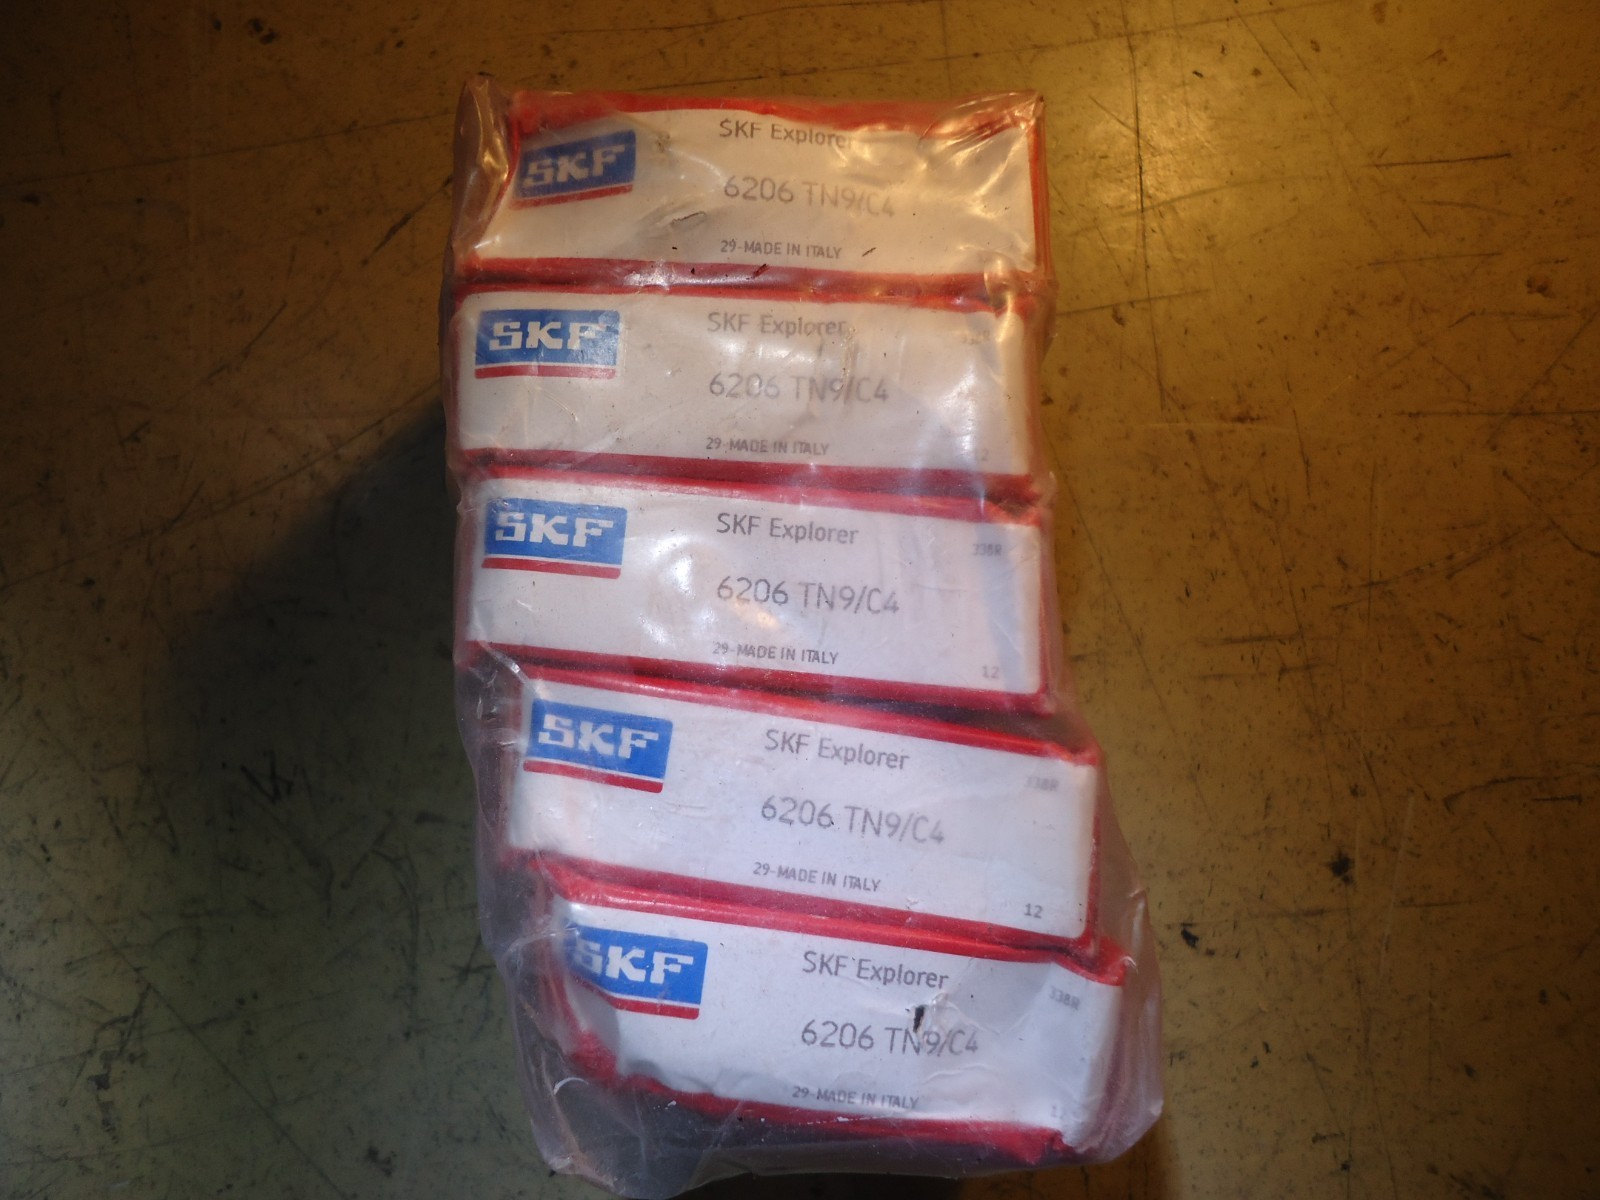 SKF
SKF Explorer
6206 TN9/C4
29-MADE IN ITALY
SKF
SKF Explorer
6206 TN9/C4
29-MADE IN ITALY
SKF
SKF Explorer
338R
6206 TN9/C4
29-MADE IN ITALY
12
SKF
SKF Explorer
338R
6206 TN9/C4
29-MADE IN ITALY
12
SKF
SKF Explorer
338R
6206 TN9/C4
29-MADE IN ITALY